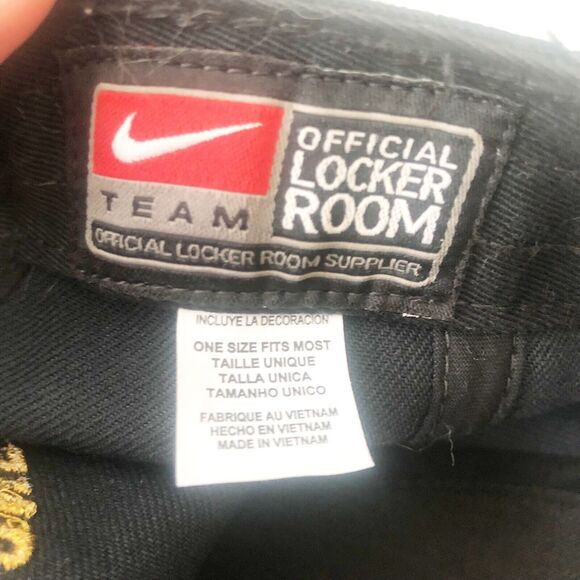 TEAM
OFFICIAL
LOCKER
ROOM
OFFICIAL LOCKER ROOM SUPPLIER
INCLUYE LA DECORACION
ONE SIZE FITS MOST
TAILLE UNIQUE
TALLA UNICA
TAMANHO UNICO
FABRIQUE AU VIETNAM
HECHO EN VIETNAM
MADE IN VIETNAM